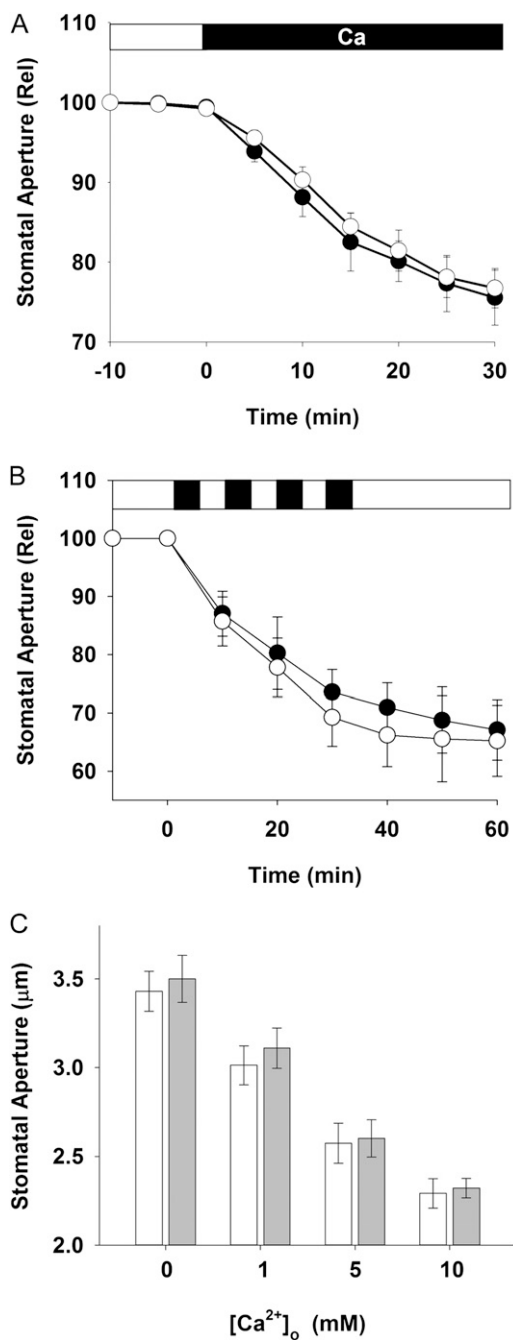 A
110
Ca
100
90
80
70
Stomatal Aperture (Rel)
-10 0 10 20 30
Time (min)
B
110
100
90
80
70
60
Stomatal Aperture (Rel)
0 20 40 60
Time (min)
C
3.5
3.0
2.5
2.0
Stomatal Aperture (μm)
0 1 5 10
[Ca²⁺]ₒ (mM)